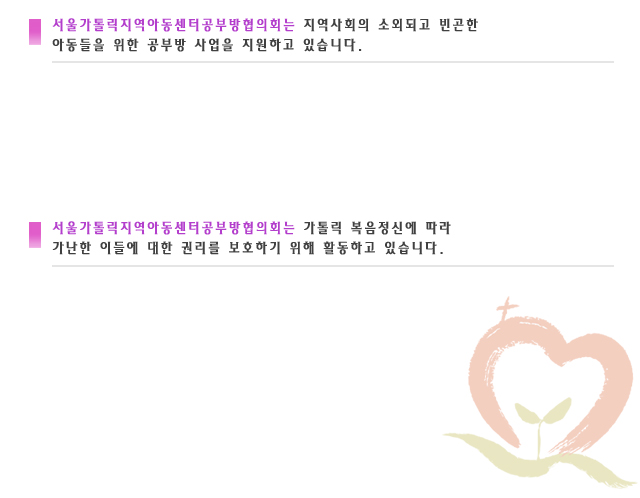 서울가톨릭지역아동센터공부방협의회는 지역사회의 소외되고 빈곤한
아동들을 위한 공부방 사업을 지원하고 있습니다.
서울가톨릭지역아동센터공부방협의회는 가톨릭 복음정신에 따라
가난한 이들에 대한 권리를 보호하기 위해 활동하고 있습니다.